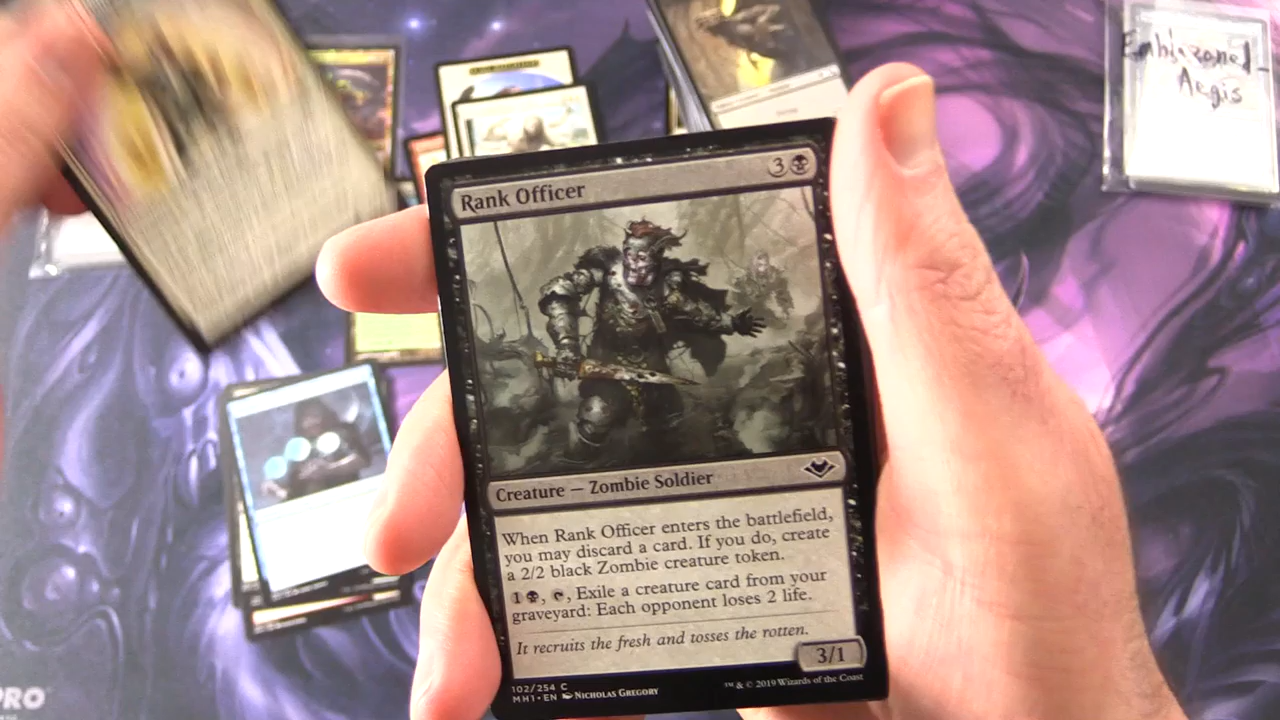 Emblazoned-
Aegis
Rank Officer
3
Creature — Zombie Soldier
When Rank Officer enters the battlefield,
you may discard a card. If you do, create
a 2/2 black Zombie creature token.
1 , , Exile a creature card from your
graveyard: Each opponent loses 2 life.
It recruits the fresh and tosses the rotten.
3/1
102/254 C
MH1 • EN Nicholas Gregory
™ & © 2019 Wizards of the Coast
PRO